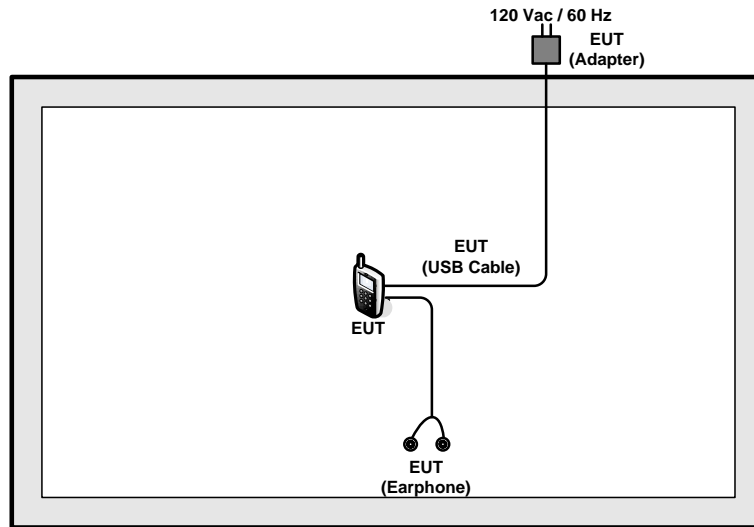 120 Vac / 60 Hz
EUT
(Adapter)
EUT
(USB Cable)
EUT
EUT
(Earphone)